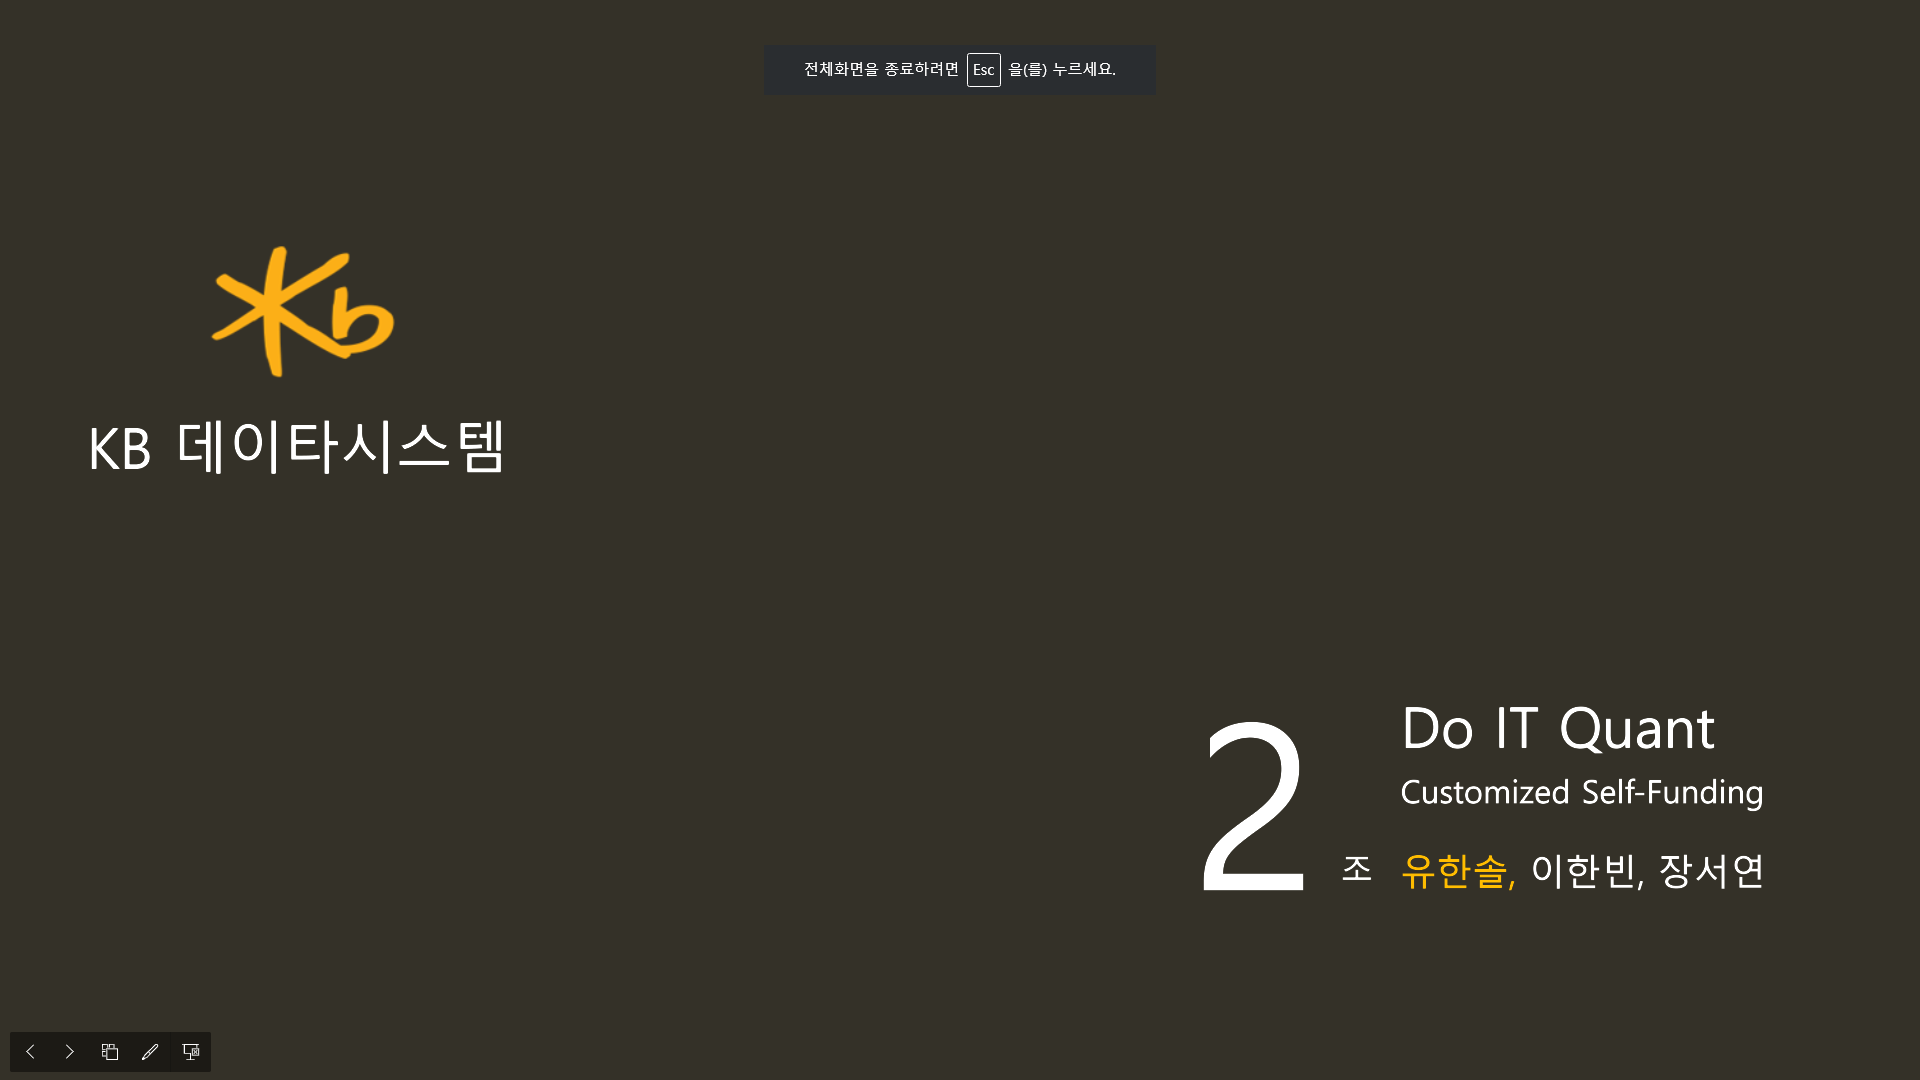 전체화면을 종료하려면 Esc 을(를) 누르세요.
Kb
KB 데이타시스템
Do IT Quant
Customized Self-Funding
2 조 유한솔, 이한빈, 장서연